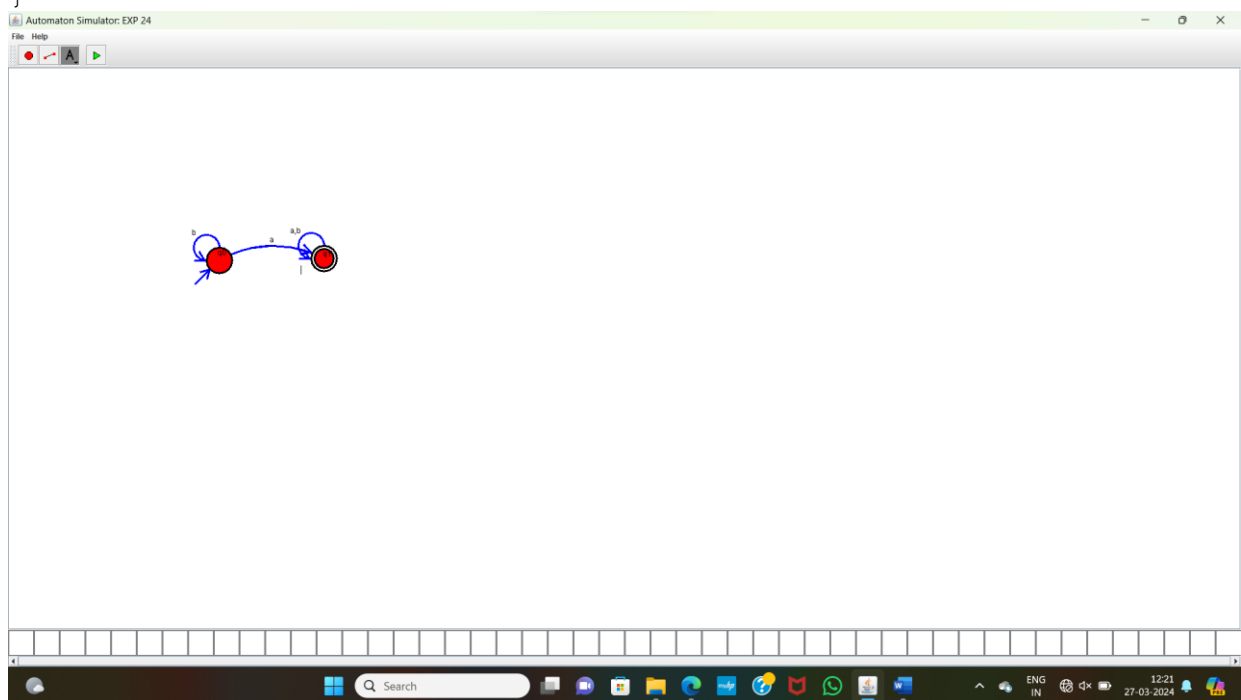 Automaton Simulator: EXP 24
File Help
A
b
a
a,b
Search
ENG
IN
12:21
27-03-2024